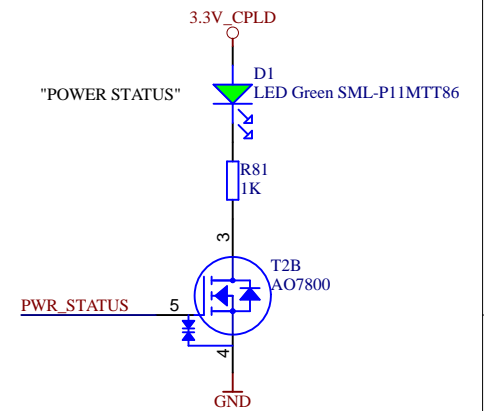 3.3V_CPLD
D1
"POWER STATUS"
LED Green SML-P11MTT86
R81
1K
3
T2B
AO7800
PWR_STATUS
5
4
GND